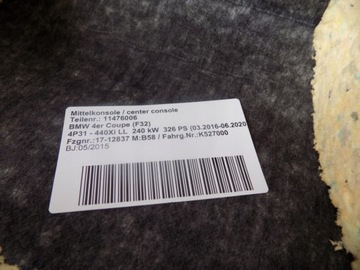 Mittelkonsole / center console
Teilenr.: 11476006
BMW 4er Coupe (F32)
4P31 - 440Xi LL 240 kW 326 PS (03.2016-06.2020
Fzgnr.:17-12837 M:B58 / Fahrg.Nr.:K527000
BJ:05/2015